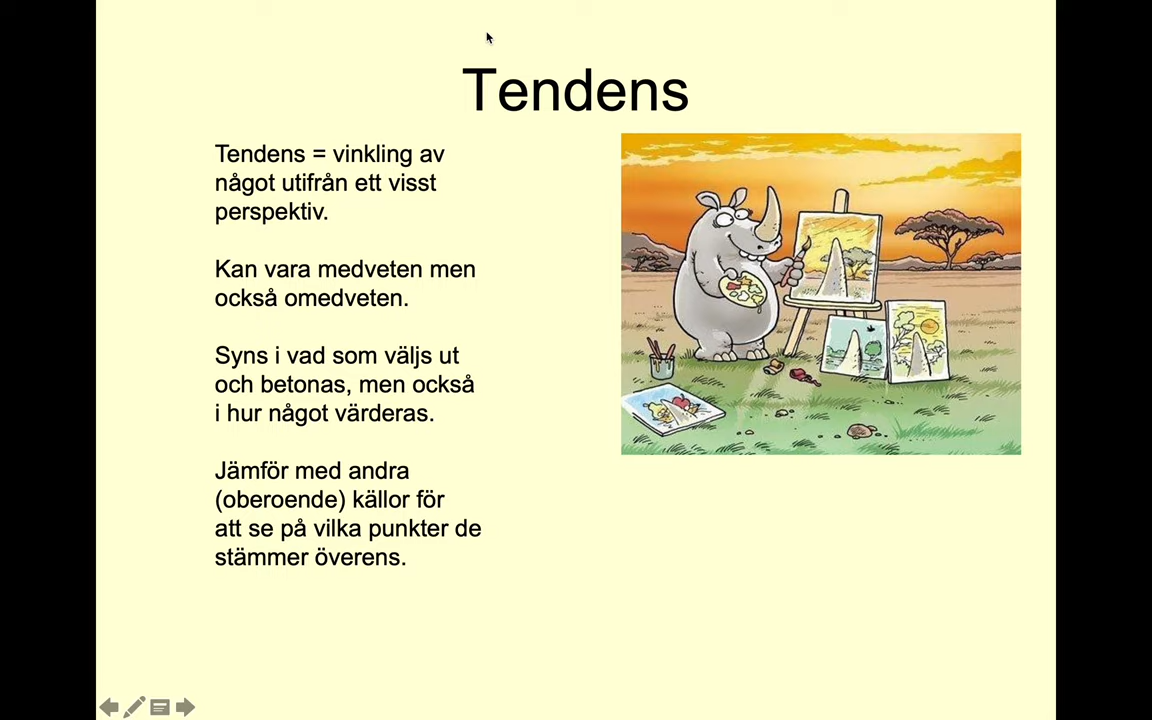 Tendens
Tendens = vinkling av
något utifrån ett visst
perspektiv.
Kan vara medveten men
också omedveten.
Syns i vad som väljs ut
och betonas, men också
i hur något värderas.
Jämför med andra
(oberoende) källor för
att se på vilka punkter de
stämmer överens.